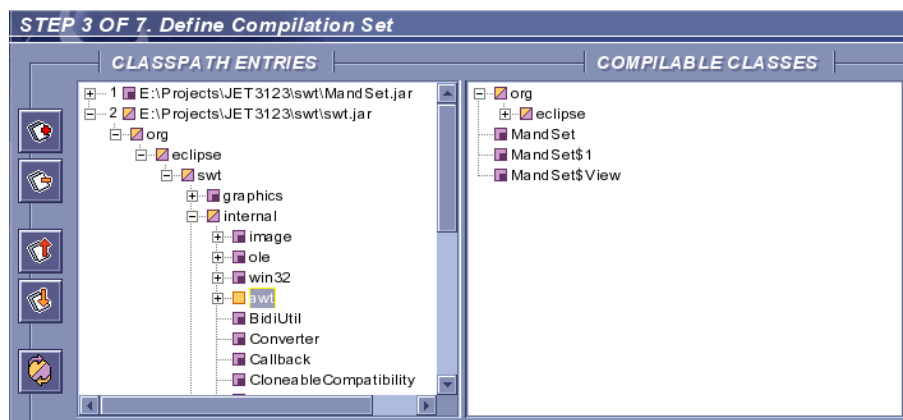 STEP 3 OF 7. Define Compilation Set
CLASSPATH ENTRIES
1 E:\Projects\JET3123\swt\MandSet.jar
2 E:\Projects\JET3123\swt\swt.jar
org
eclipse
swt
graphics
internal
image
ole
win32
awt
BidiUtil
Converter
Callback
CloneableCompatibility
COMPILABLE CLASSES
org
eclipse
MandSet
MandSet$1
MandSet$View